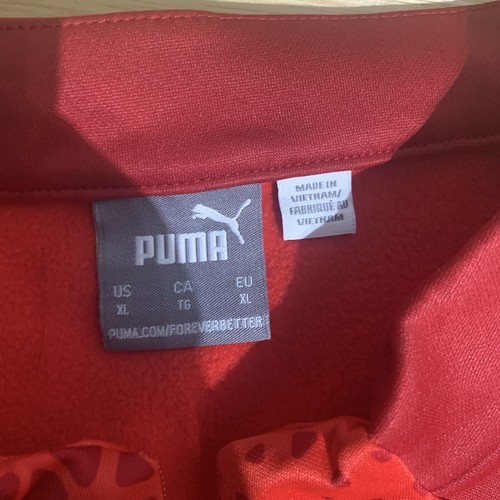 PUMA
US CA EU
XL TG XL
PUMA.COM/FOREVERBETTER
MADE IN
VIETNAM/
FABRIQUÉ AU
VIETNAM